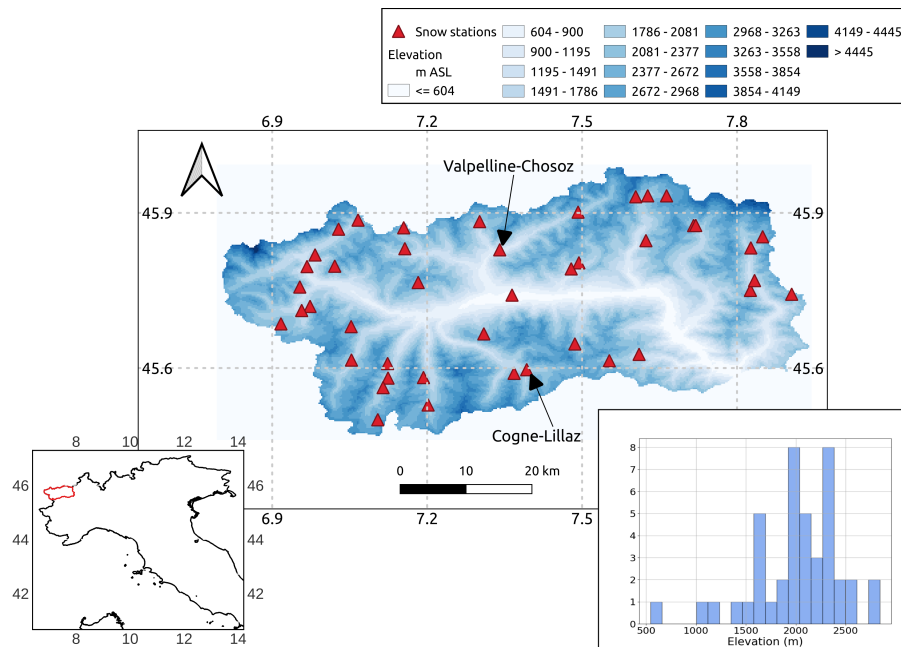 Snow stations
Elevation
m ASL
<= 604
604 - 900
900 - 1195
1195 - 1491
1491 - 1786
1786 - 2081
2081 - 2377
2377 - 2672
2672 - 2968
2968 - 3263
3263 - 3558
3558 - 3854
3854 - 4149
4149 - 4445
> 4445
6.9 7.2 7.5 7.8
Valpelline-Chosoz
45.9 45.9
45.6 45.6
Cogne-Lillaz
0 10 20 km
6.9 7.2 7.5
8 10 12 14
46 46
44 44
42 42
8 10 12 14
8
7
6
5
4
3
2
1
0
500 1000 1500 2000 2500
Elevation (m)